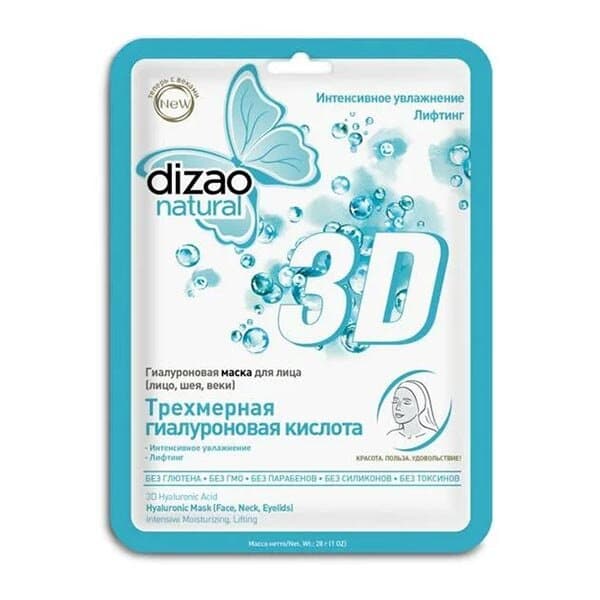 теперь с веками
New
Интенсивное увлажнение
Лифтинг
dizao
natural
3D
Гиалуроновая маска для лица
(лицо, шея, веки)
Трехмерная
гиалуроновая кислота
- Интенсивное увлажнение
- Лифтинг
КРАСОТА. ПОЛЬЗА. УДОВОЛЬСТВИЕ!
БЕЗ ГЛЮТЕНА • БЕЗ ГМО • БЕЗ ПАРАБЕНОВ • БЕЗ СИЛИКОНОВ • БЕЗ ТОКСИНОВ
3D Hyaluronic Acid
Hyaluronic Mask (Face, Neck, Eyelids)
Intensive Moisturizing, Lifting
Масса нетто/Net. Wt.: 28 г (1 OZ)